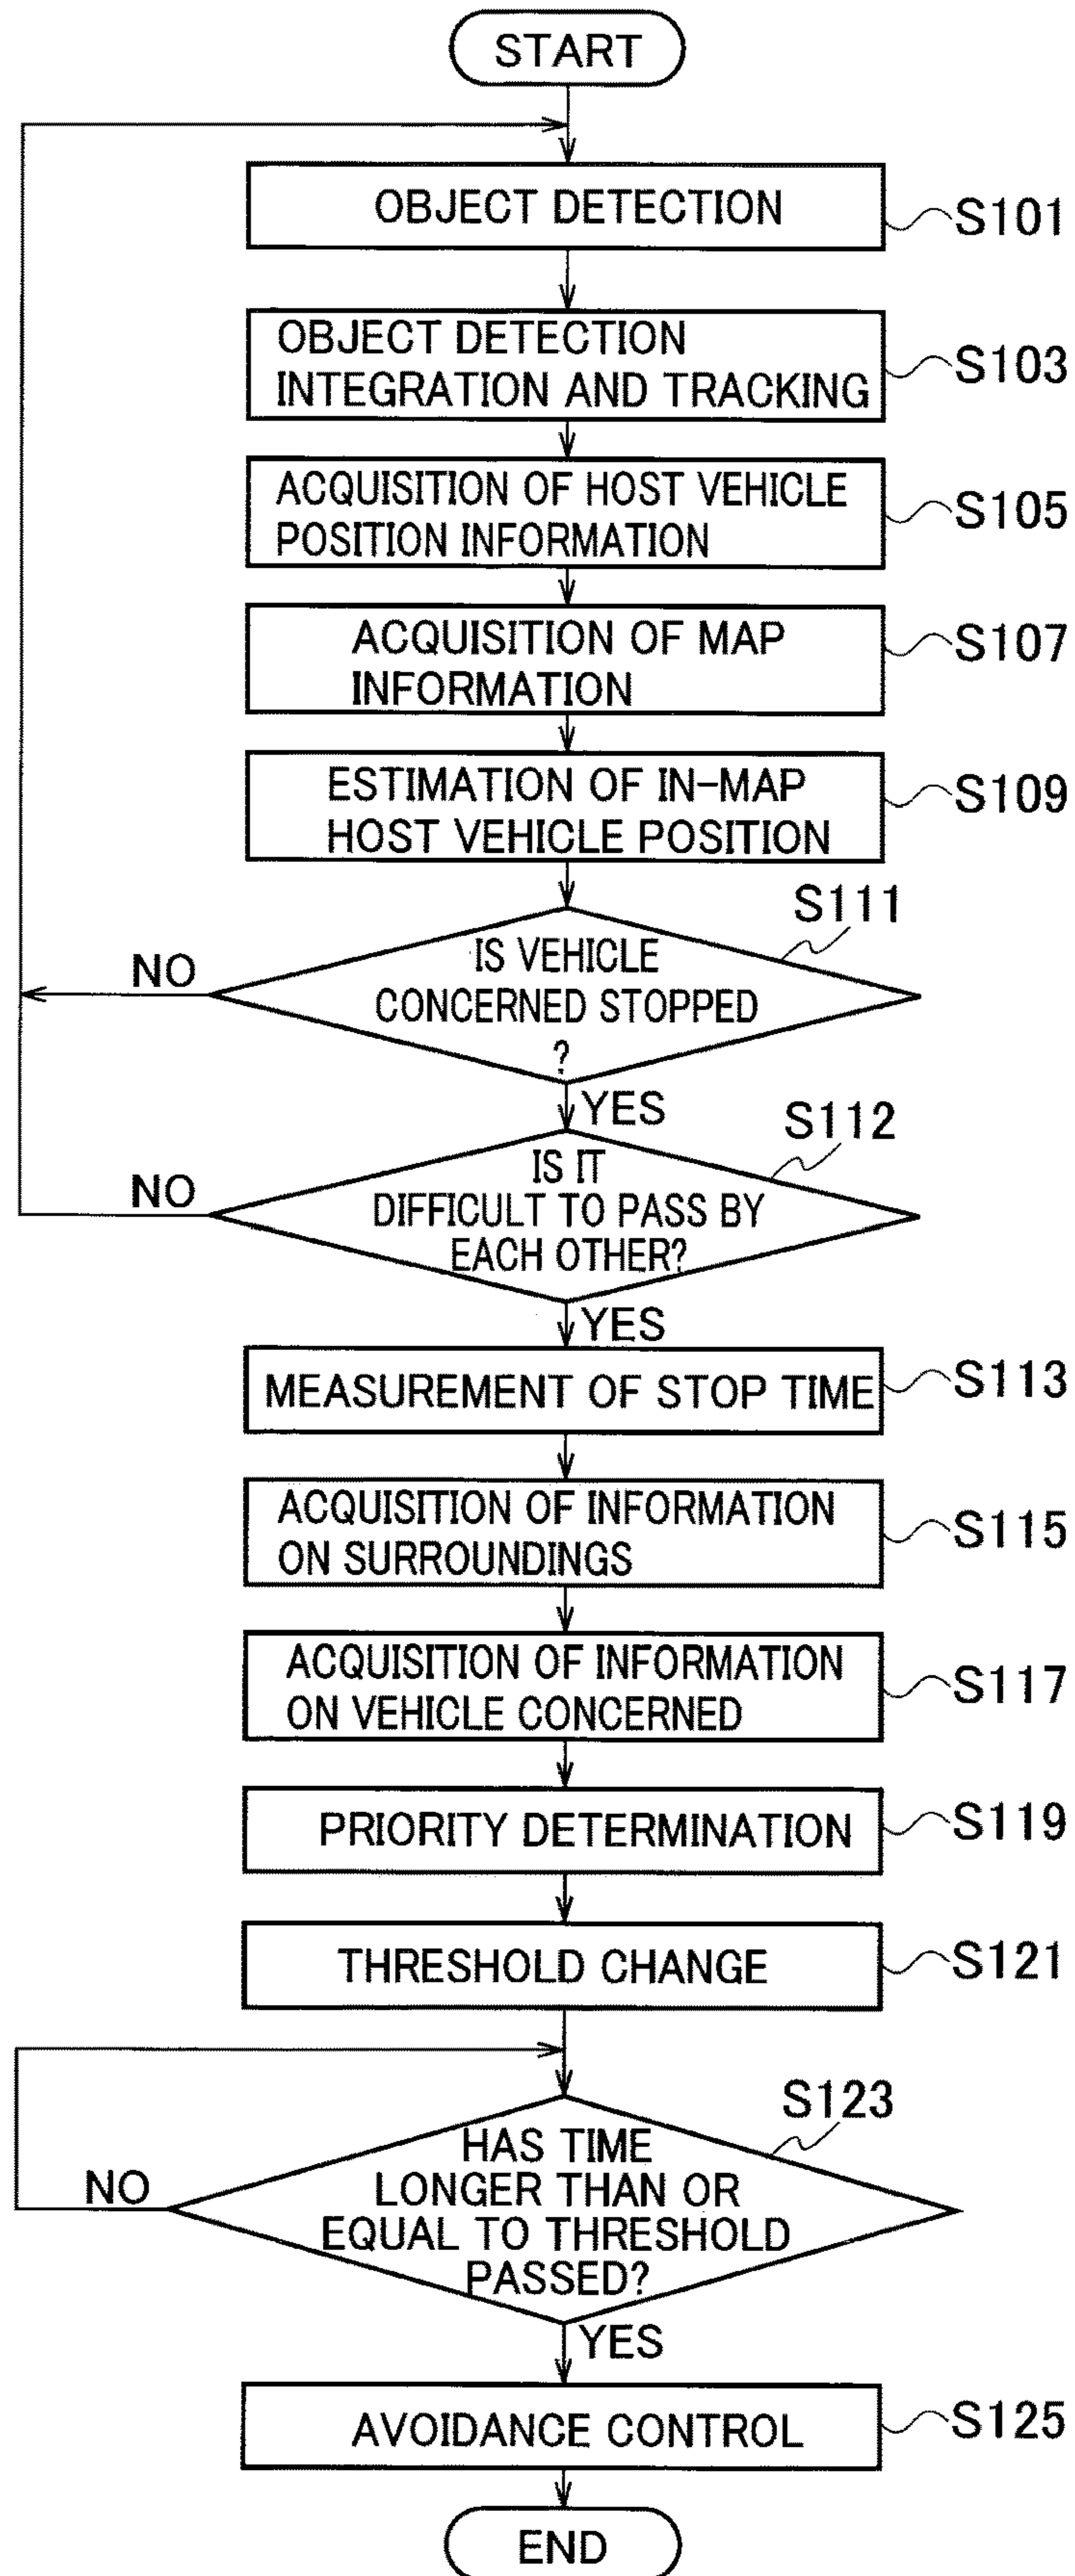 START
OBJECT DETECTION
S101
OBJECT DETECTION
INTEGRATION AND TRACKING
S103
ACQUISITION OF HOST VEHICLE
POSITION INFORMATION
S105
ACQUISITION OF MAP
INFORMATION
S107
ESTIMATION OF IN-MAP
HOST VEHICLE POSITION
S109
S111
IS VEHICLE
CONCERNED STOPPED
?
NO
YES
S112
IS IT
DIFFICULT TO PASS BY
EACH OTHER?
NO
YES
MEASUREMENT OF STOP TIME
S113
ACQUISITION OF INFORMATION
ON SURROUNDINGS
S115
ACQUISITION OF INFORMATION
ON VEHICLE CONCERNED
S117
PRIORITY DETERMINATION
S119
THRESHOLD CHANGE
S121
S123
HAS TIME
LONGER THAN OR
EQUAL TO THRESHOLD
PASSED?
NO
YES
AVOIDANCE CONTROL
S125
END